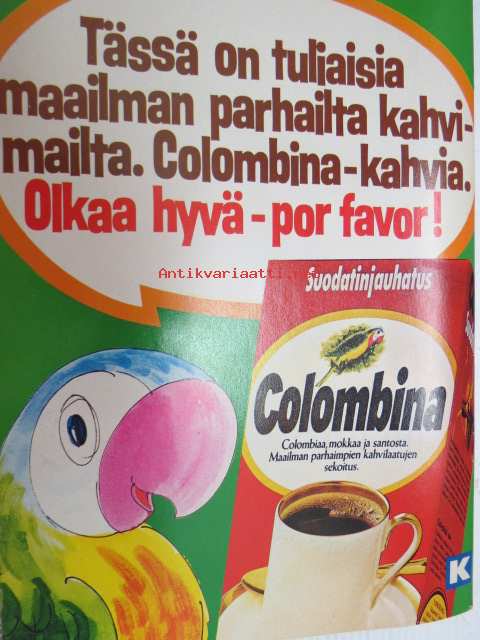 Tässä on tuliaisia
maailman parhailta kahvi-
mailta. Colombina-kahvia.
Olkaa hyvä - por favor!
Antikvariaatti.net
Suodatinjauhatus
Colombina
Colombiaa, mokkaa ja santosta.
Maailman parhaimpien kahvilaatujen
sekoitus.
K